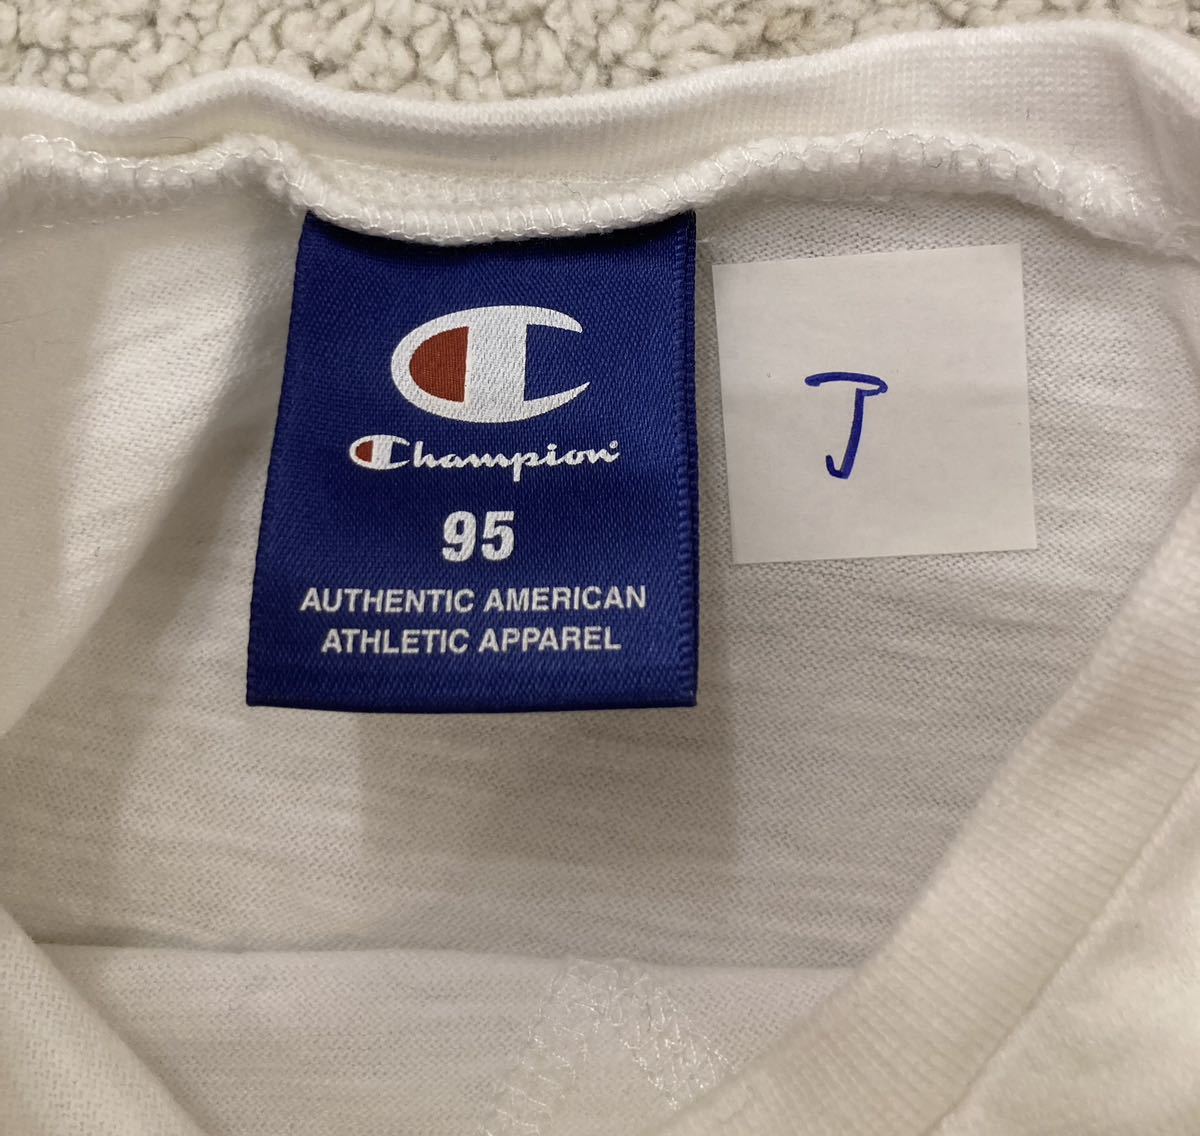 Champion
95
AUTHENTIC AMERICAN
ATHLETIC APPAREL
J